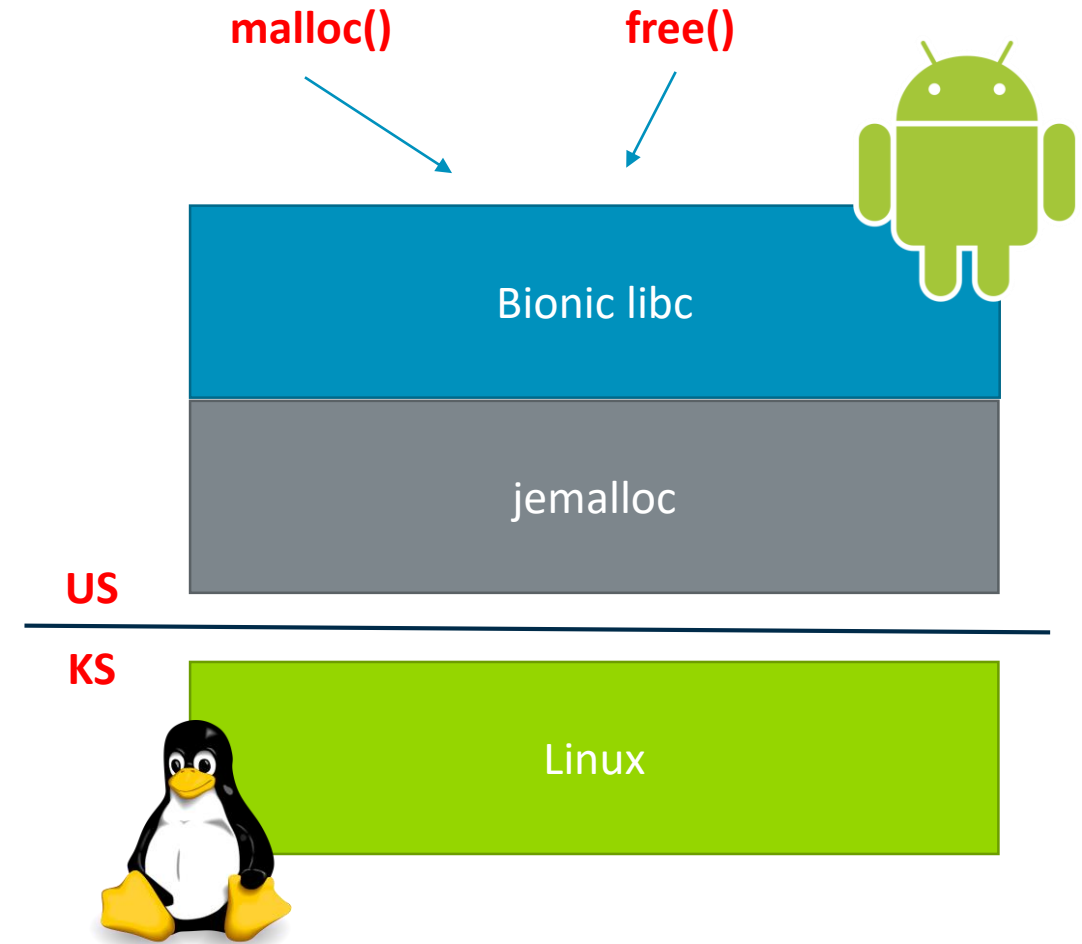 malloc()
free()
Bionic libc
jemalloc
US
KS
Linux